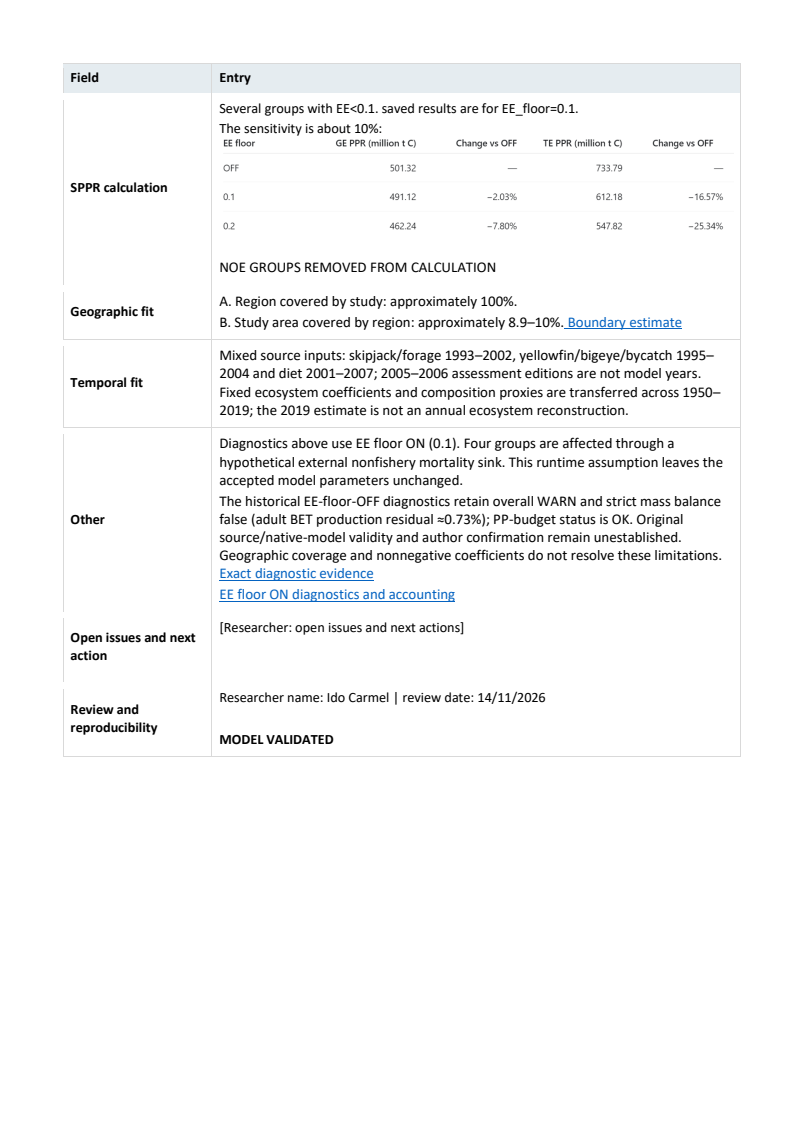 Field Entry
SPPR calculation
Several groups with EE<0.1. saved results are for EE_floor=0.1.
The sensitivity is about 10%:
EE floor GE PPR (million t C) Change vs OFF TE PPR (million t C) Change vs OFF
OFF 501.32 — 733.79 —
0.1 491.12 −2.03% 612.18 −16.57%
0.2 462.24 −7.80% 547.82 −25.34%
NOE GROUPS REMOVED FROM CALCULATION
Geographic fit
A. Region covered by study: approximately 100%.
B. Study area covered by region: approximately 8.9–10%. Boundary estimate
Temporal fit
Mixed source inputs: skipjack/forage 1993–2002, yellowfin/bigeye/bycatch 1995–
2004 and diet 2001–2007; 2005–2006 assessment editions are not model years.
Fixed ecosystem coefficients and composition proxies are transferred across 1950–
2019; the 2019 estimate is not an annual ecosystem reconstruction.
Other
Diagnostics above use EE floor ON (0.1). Four groups are affected through a
hypothetical external nonfishery mortality sink. This runtime assumption leaves the
accepted model parameters unchanged.
The historical EE-floor-OFF diagnostics retain overall WARN and strict mass balance
false (adult BET production residual ≈0.73%); PP-budget status is OK. Original
source/native-model validity and author confirmation remain unestablished.
Geographic coverage and nonnegative coefficients do not resolve these limitations.
Exact diagnostic evidence
EE floor ON diagnostics and accounting
Open issues and next
action
[Researcher: open issues and next actions]
Review and
reproducibility
Researcher name: Ido Carmel | review date: 14/11/2026
MODEL VALIDATED